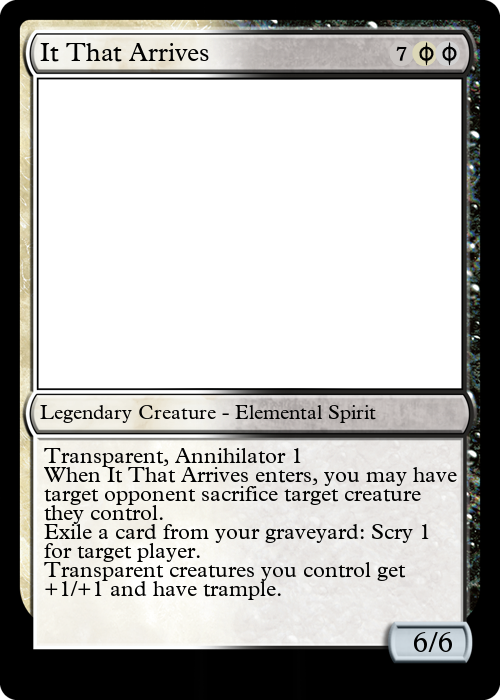 It That Arrives 7
Legendary Creature - Elemental Spirit
Transparent, Annihilator 1
When It That Arrives enters, you may have
target opponent sacrifice target creature
they control.
Exile a card from your graveyard: Scry 1
for target player.
Transparent creatures you control get
+1/+1 and have trample.
6/6